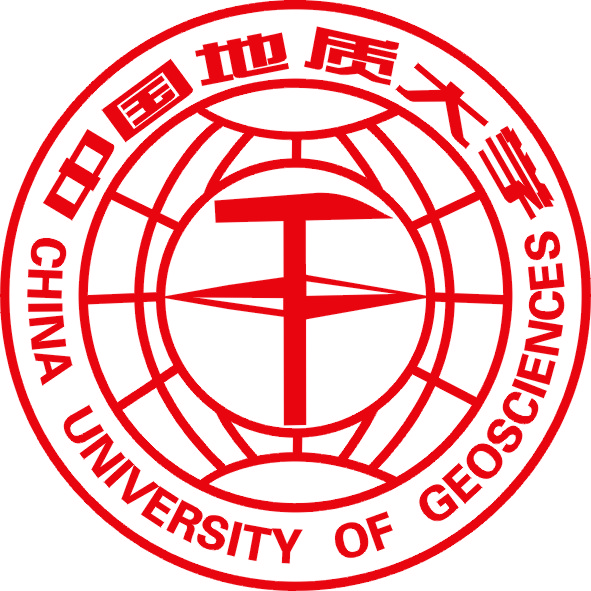 中国地质大学
CHINA UNIVERSITY OF GEOSCIENCES